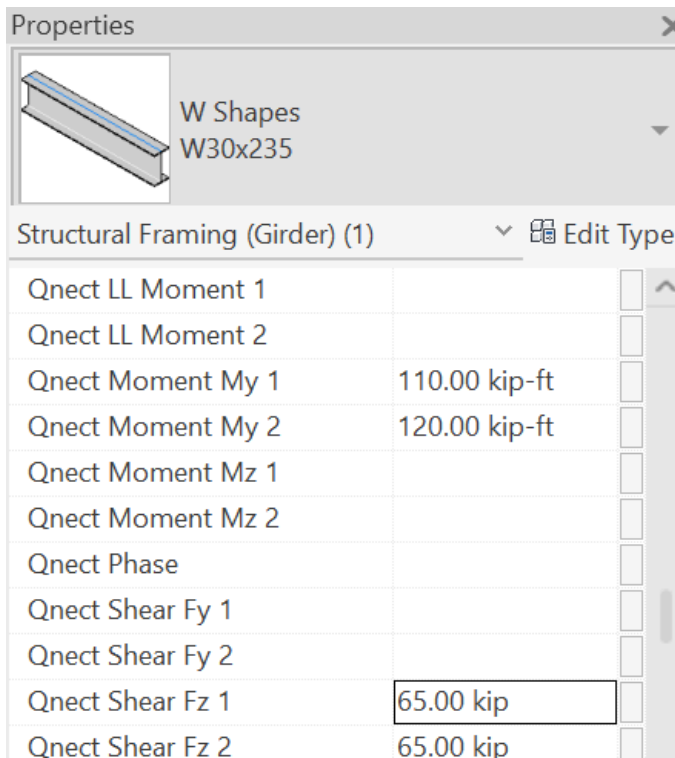 Properties
W Shapes
W30x235
Structural Framing (Girder) (1) Edit Type
Qnect LL Moment 1
Qnect LL Moment 2
Qnect Moment My 1 110.00 kip-ft
Qnect Moment My 2 120.00 kip-ft
Qnect Moment Mz 1
Qnect Moment Mz 2
Qnect Phase
Qnect Shear Fy 1
Qnect Shear Fy 2
Qnect Shear Fz 1 65.00 kip
Qnect Shear Fz 2 65.00 kip